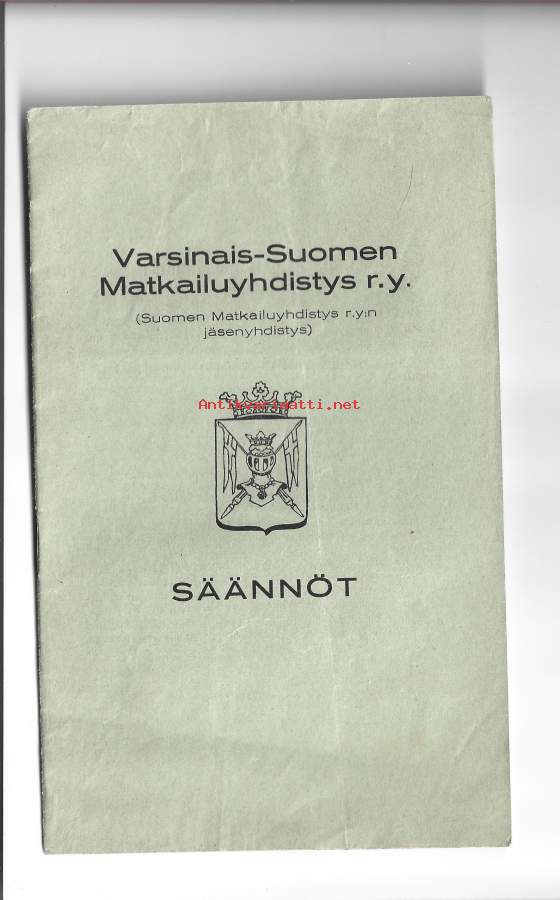 Varsinais-Suomen
Matkailuyhdistys r.y.
(Suomen Matkailuyhdistys r.y:n
jäsenyhdistys)
Antikvariaatti.net
SÄÄNNÖT